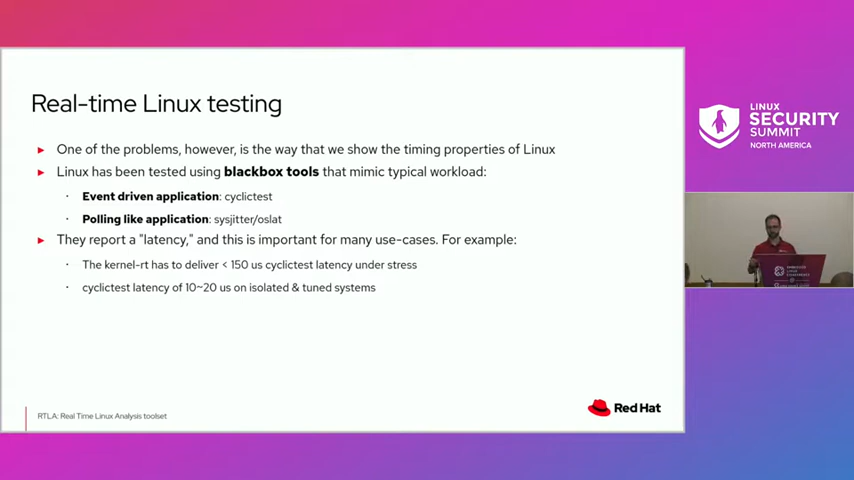 Real-time Linux testing
One of the problems, however, is the way that we show the timing properties of Linux
Linux has been tested using blackbox tools that mimic typical workload:
Event driven application: cyclictest
Polling like application: sysjitter/oslat
They report a "latency," and this is important for many use-cases. For example:
The kernel-rt has to deliver < 150 us cyclictest latency under stress
cyclictest latency of 10~20 us on isolated & tuned systems
RTLA: Real Time Linux Analysis toolset
Red Hat
LINUX
SECURITY
SUMMIT
NORTH AMERICA